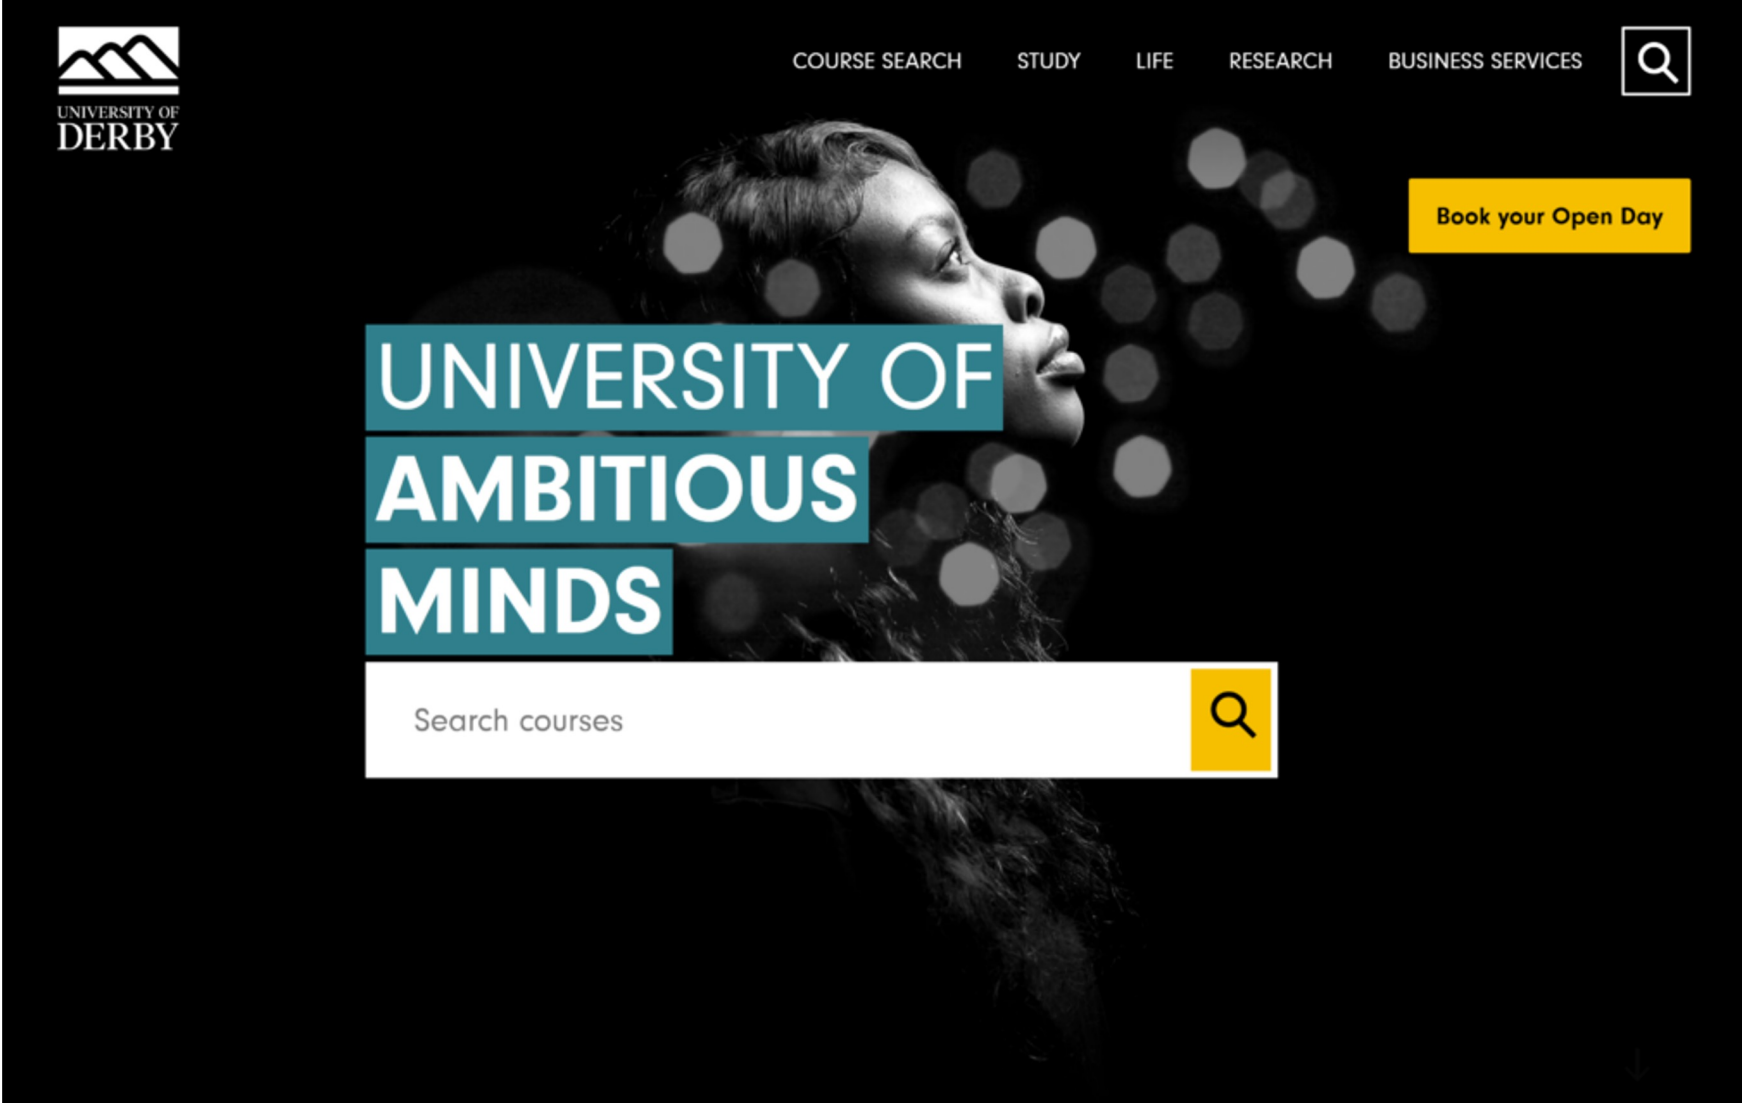 UNIVERSITY OF
DERBY
COURSE SEARCH STUDY LIFE RESEARCH BUSINESS SERVICES
Book your Open Day
UNIVERSITY OF
AMBITIOUS
MINDS
Search courses